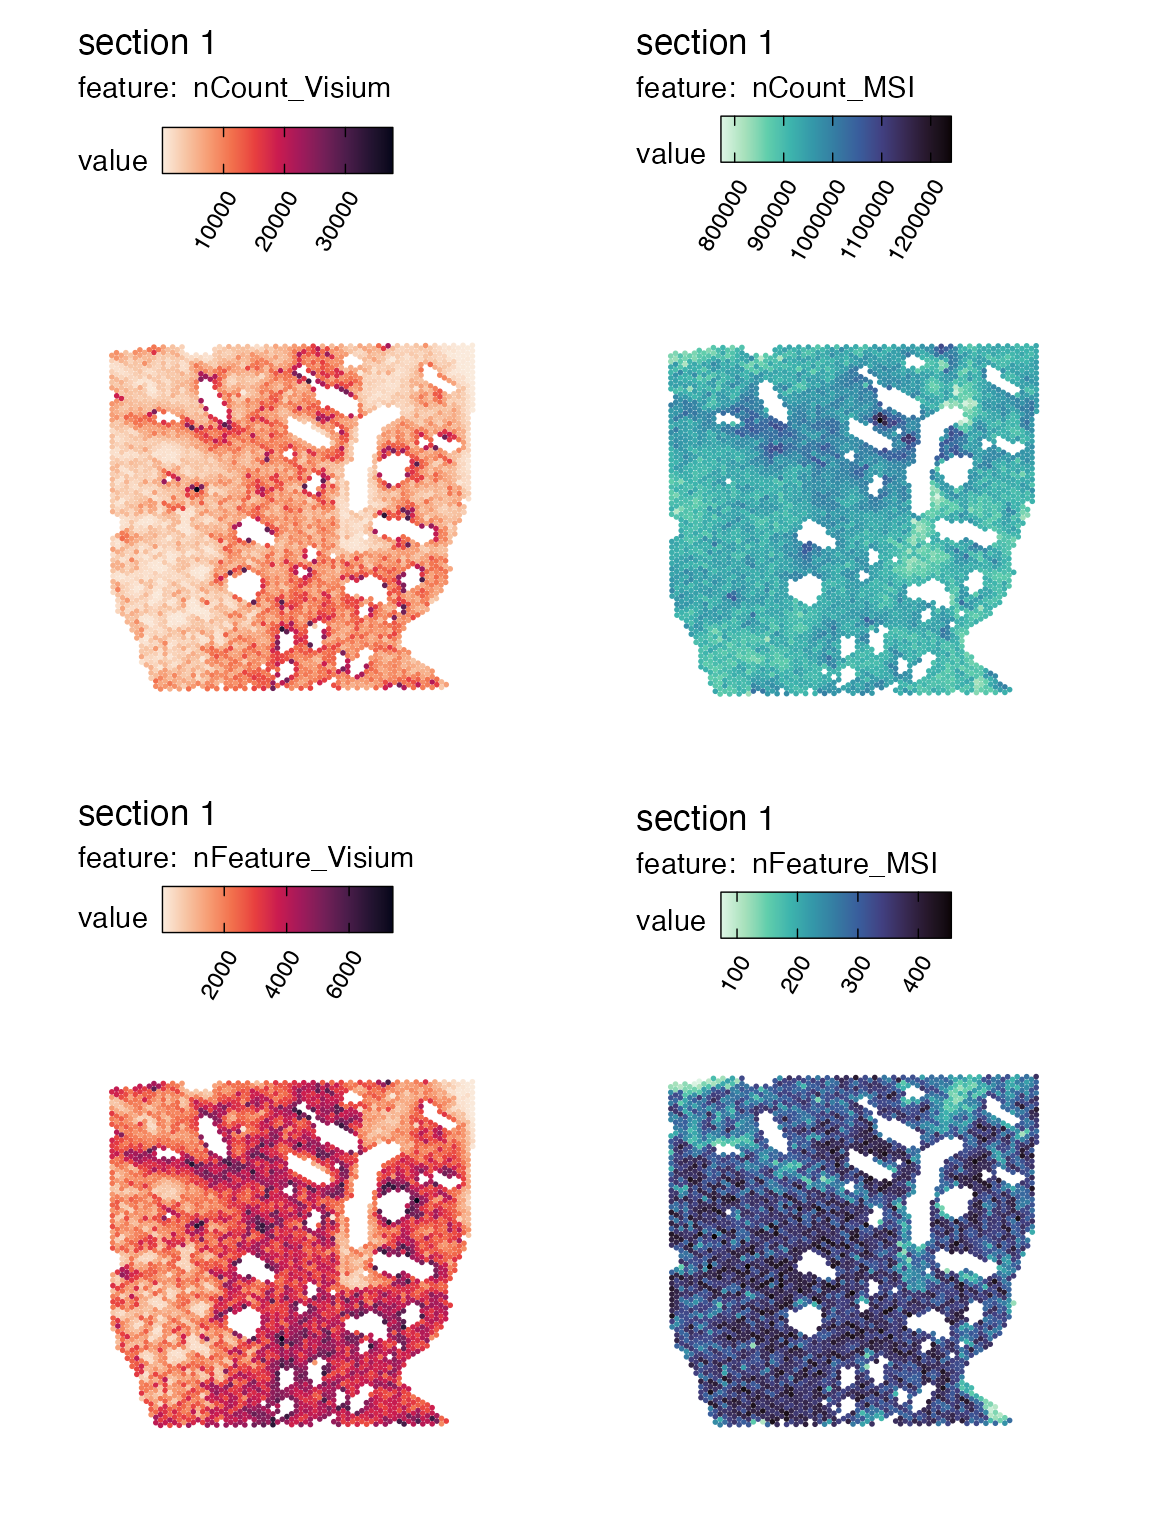 section 1
feature: nCount_Visium
value
10000
20000
30000
section 1
feature: nCount_MSI
value
800000
900000
1000000
1100000
1200000
section 1
feature: nFeature_Visium
value
2000
4000
6000
section 1
feature: nFeature_MSI
value
100
200
300
400